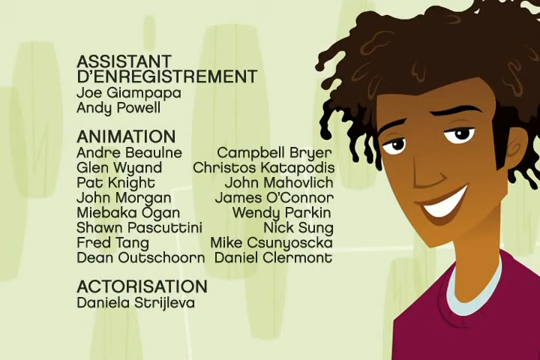 ASSISTANT
D'ENREGISTREMENT
Joe Giampapa
Andy Powell
ANIMATION
Andre Beaulne Campbell Bryer
Glen Wyand Christos Katapodis
Pat Knight John Mahovlich
John Morgan James O'Connor
Miebaka Ogan Wendy Parkin
Shawn Pascuttini Nick Sung
Fred Tang Mike Csunyoscka
Dean Outschoorn Daniel Clermont
ACTORISATION
Daniela Strijleva